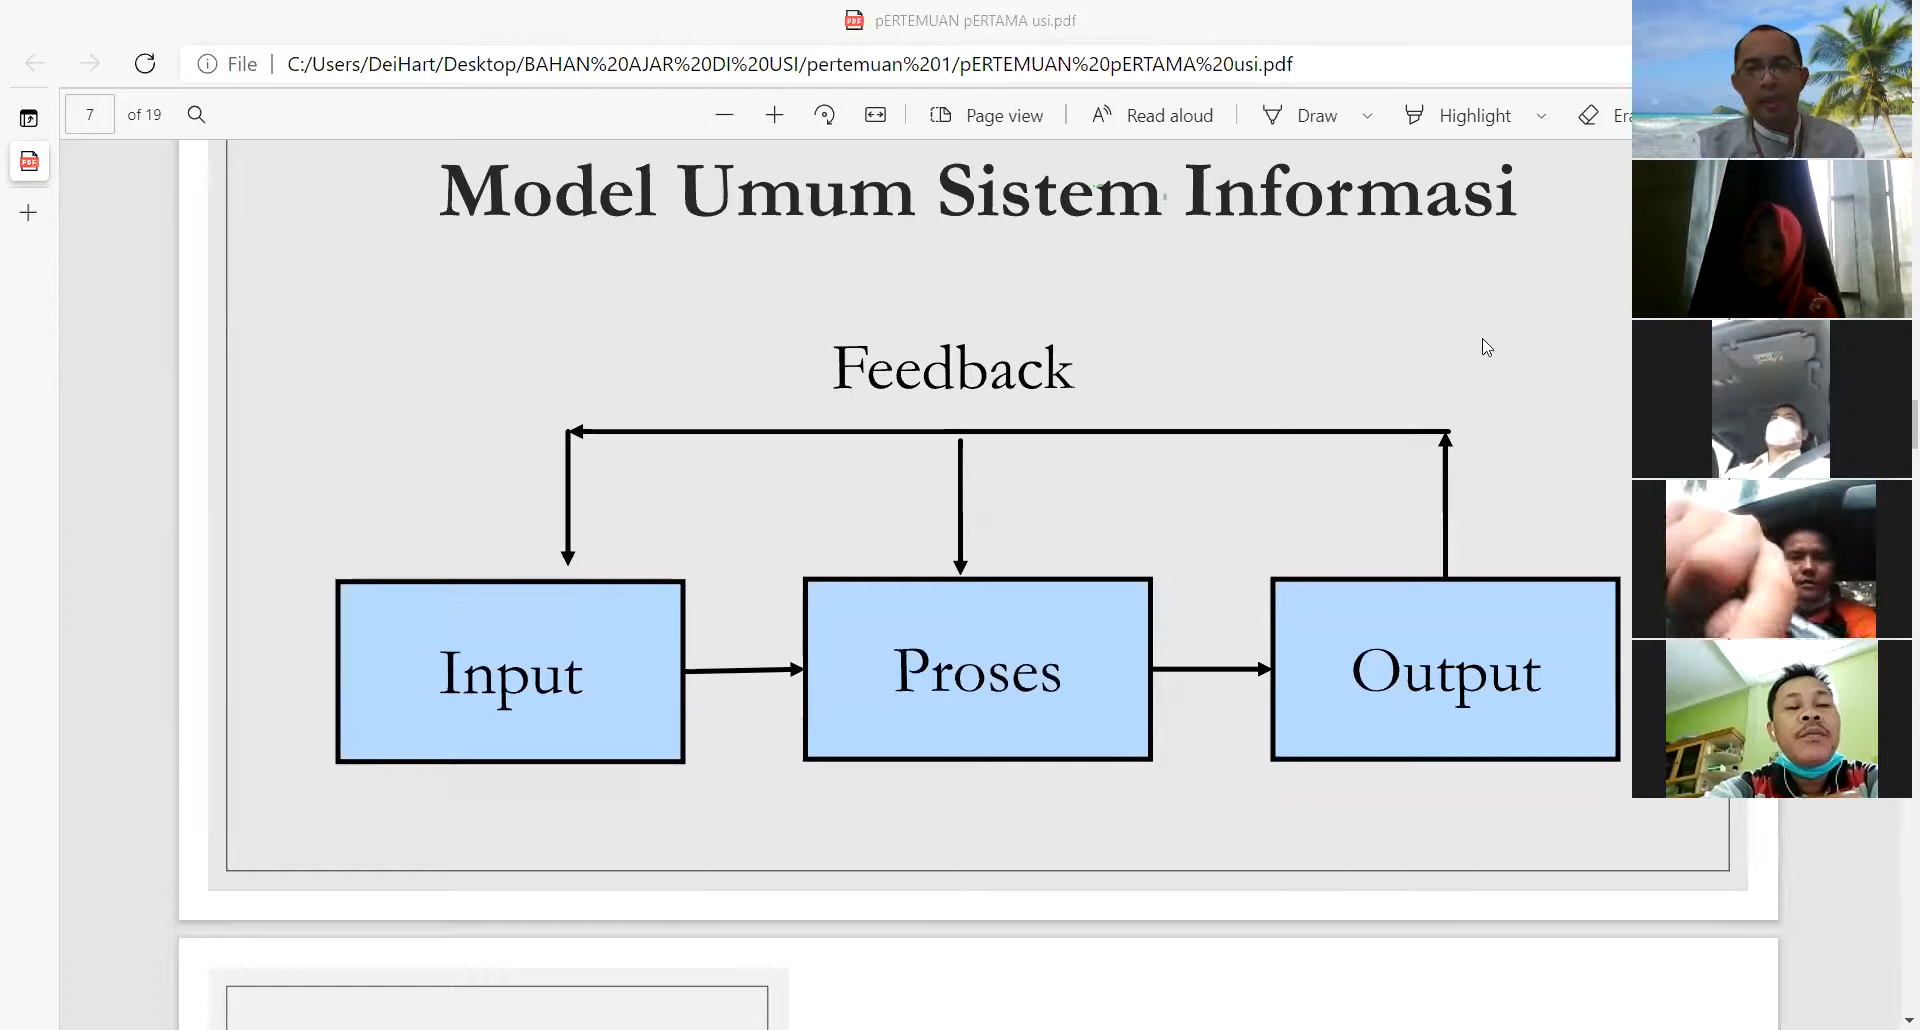 pERTEMUAN pERTAMA usi.pdf
File | C:/Users/DeiHart/Desktop/BAHAN%20AJAR%20DI%20USI/pertemuan%201/pERTEMUAN%20pERTAMA%20usi.pdf
7 of 19 Page view Read aloud Draw Highlight
Model Umum Sistem Informasi
Feedback
Input Proses Output